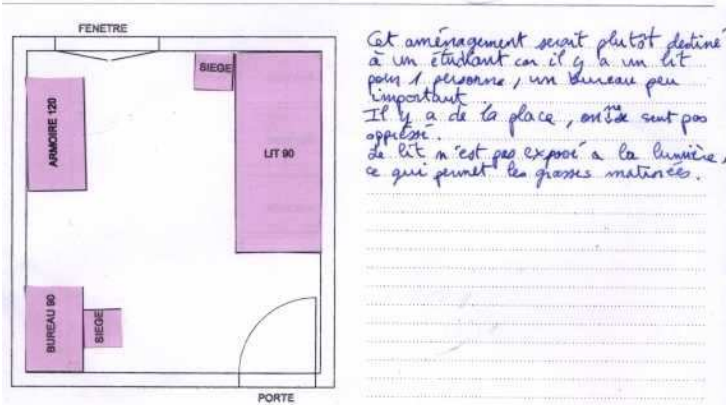 FENETRE
SIEGE
ARMOIRE 120
LIT 90
BUREAU 90
SIEGE
PORTE
Cet aménagement serait plutôt destiné
à un étudiant car il y a un lit
pour 1 personne, un bureau peu
important
Il y a de la place, on ne se sent pas
oppressé.
Le lit n'est pas exposé a la lumière,
ce qui permet les grasses matinées.